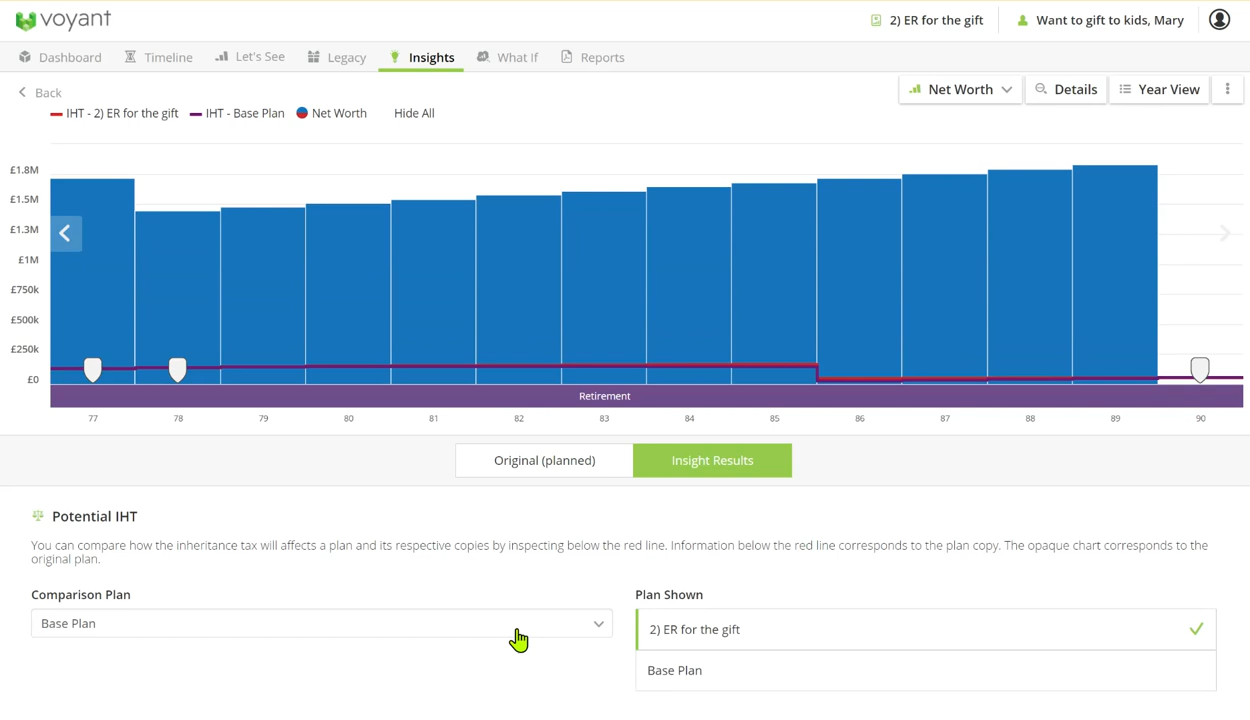 voyant
2) ER for the gift
Want to gift to kids, Mary
Dashboard
Timeline
Let's See
Legacy
Insights
What If
Reports
Back
Net Worth
Details
Year View
IHT - 2) ER for the gift
IHT - Base Plan
Net Worth
Hide All
£1.8M
£1.5M
£1.3M
£1M
£750k
£500k
£250k
£0
Retirement
77 78 79 80 81 82 83 84 85 86 87 88 89 90
Original (planned)
Insight Results
Potential IHT
You can compare how the inheritance tax will affects a plan and its respective copies by inspecting below the red line. Information below the red line corresponds to the plan copy. The opaque chart corresponds to the
original plan.
Comparison Plan
Base Plan
Plan Shown
2) ER for the gift
Base Plan